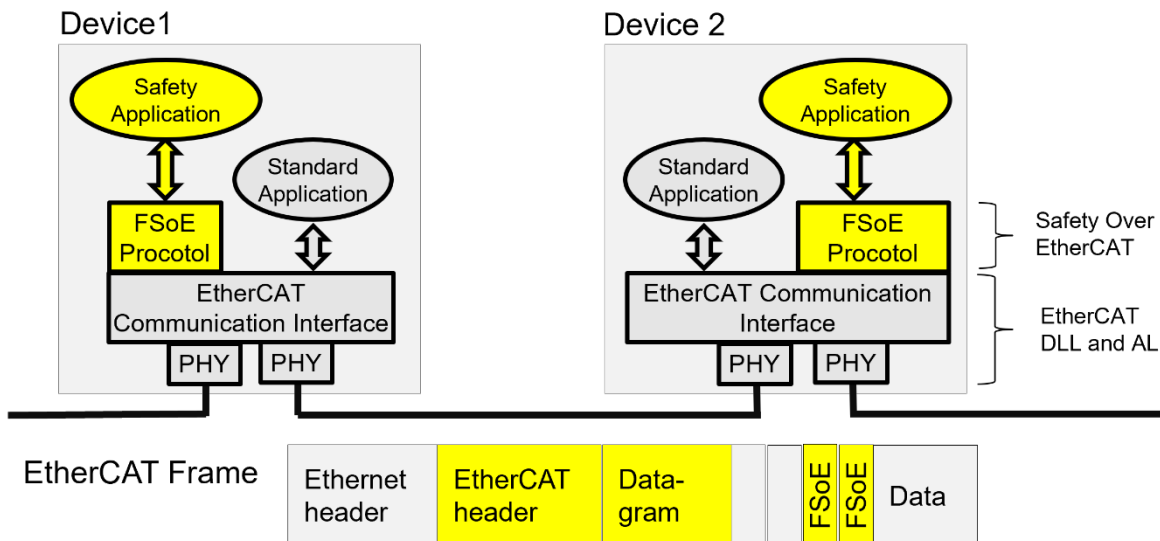 Device1
Device 2
Safety
Application
Standard
Application
FSoE
Procotol
EtherCAT
Communication Interface
PHY
PHY
Safety
Application
Standard
Application
FSoE
Procotol
EtherCAT Communication
Interface
PHY
PHY
Safety Over
EtherCAT
EtherCAT
DLL and AL
EtherCAT Frame
Ethernet
header
EtherCAT
header
Data-
gram
FSoE
FSoE
Data